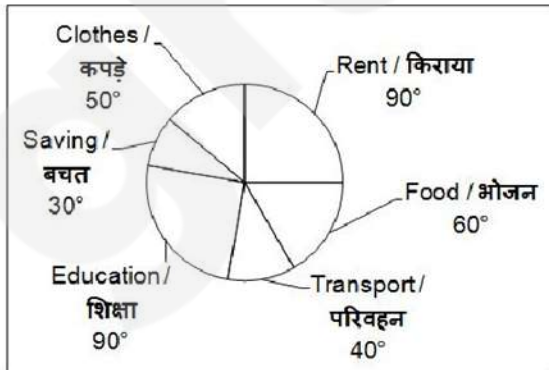 Clothes /
कपड़े
50°
Rent / किराया
90°
Saving /
बचत
30°
Food / भोजन
60°
Education /
शिक्षा
90°
Transport /
परिवहन
40°